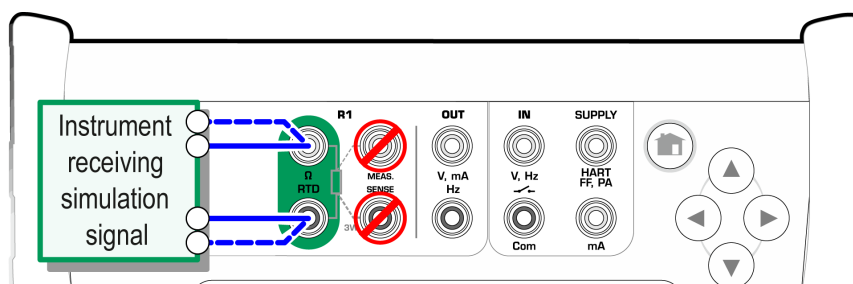 Instrument
receiving
simulation
signal
R1
Ω
RTD
MEAS.
SENSE
3W
OUT
V, mA
Hz
IN
V, Hz
Com
SUPPLY
HART
FF, PA
mA